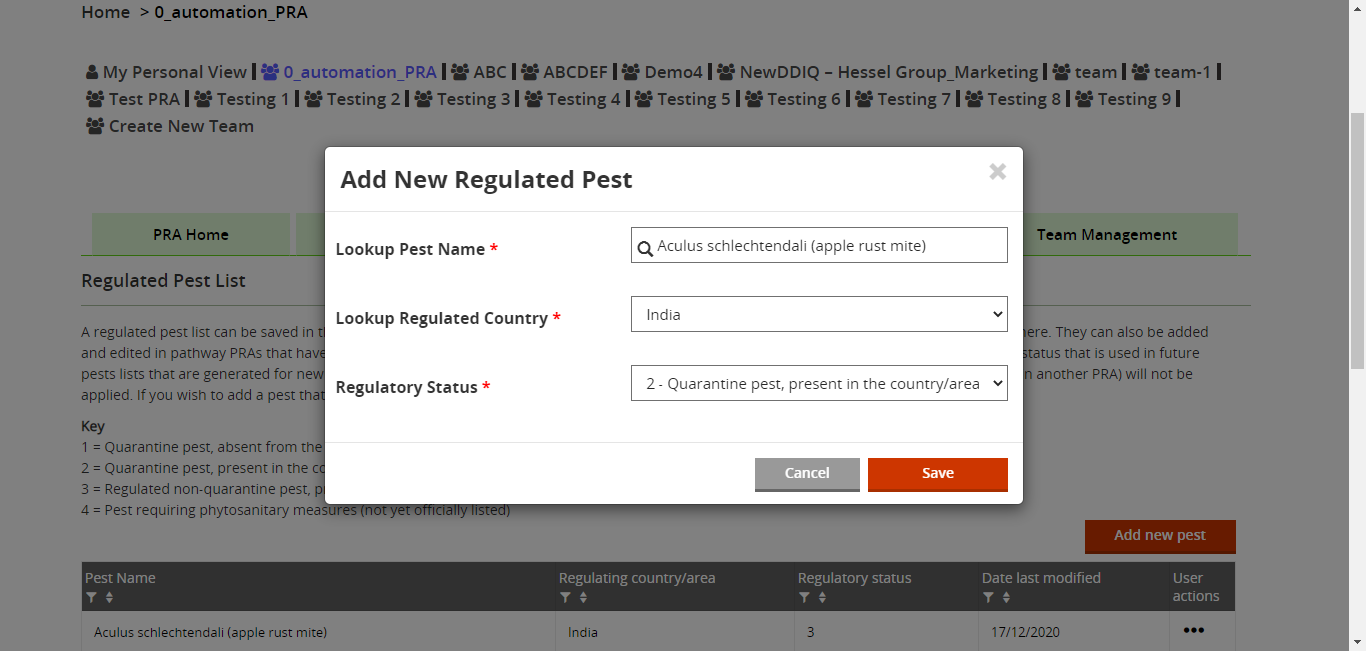 Home > 0_automation_PRA
My Personal View | 0_automation_PRA | ABC | ABCDEF | Demo4 | NewDDIQ – Hessel Group_Marketing | team | team-1 |
Test PRA | Testing 1 | Testing 2 | Testing 3 | Testing 4 | Testing 5 | Testing 6 | Testing 7 | Testing 8 | Testing 9 |
Create New Team
Add New Regulated Pest
×
PRA Home
Team Management
Lookup Pest Name *
Aculus schlechtendali (apple rust mite)
Lookup Regulated Country *
India
Regulatory Status *
2 - Quarantine pest, present in the country/area
Cancel
Save
Regulated Pest List
A regulated pest list can be saved in t
here. They can also be added
and edited in pathway PRAs that have
status that is used in future
pests lists that are generated for new
n another PRA) will not be
applied. If you wish to add a pest that
Key
1 = Quarantine pest, absent from the
2 = Quarantine pest, present in the co
3 = Regulated non-quarantine pest, p
4 = Pest requiring phytosanitary measures (not yet officially listed)
Add new pest
Pest Name
Regulating country/area
Regulatory status
Date last modified
User
actions
Aculus schlechtendali (apple rust mite)
India
3
17/12/2020
•••